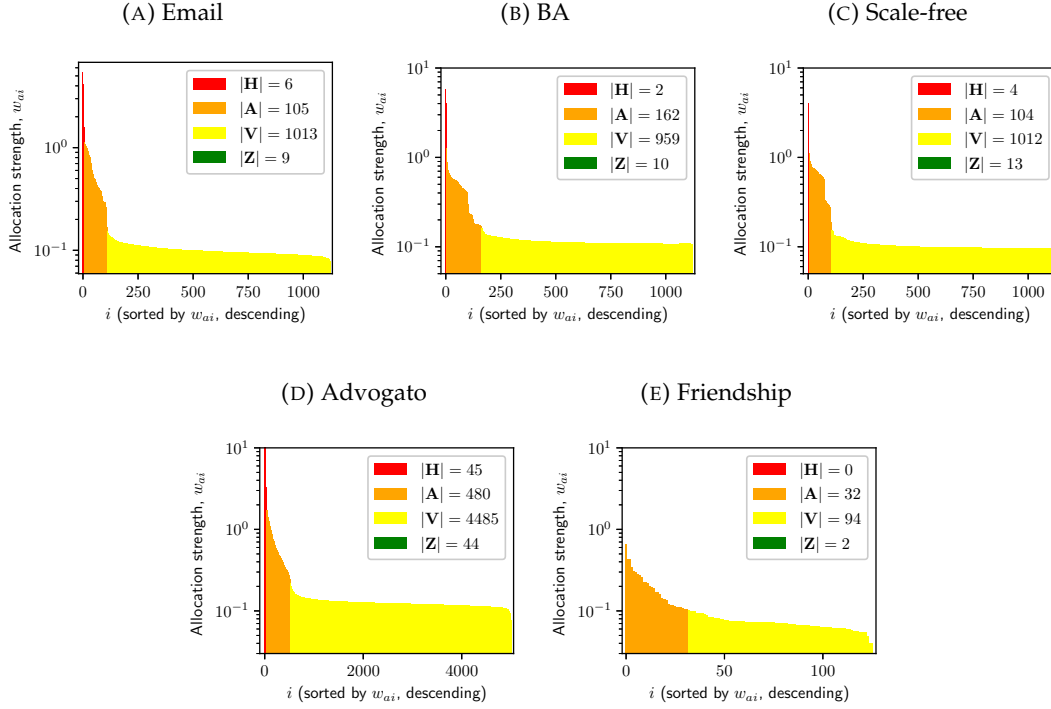 (A) Email
(B) BA
(C) Scale-free
Allocation strength, w_ai
10^0
10^−1
|H| = 6
|A| = 105
|V| = 1013
|Z| = 9
0 250 500 750 1000
i (sorted by w_ai, descending)
Allocation strength, w_ai
10^1
10^0
10^−1
|H| = 2
|A| = 162
|V| = 959
|Z| = 10
0 250 500 750 1000
i (sorted by w_ai, descending)
Allocation strength, w_ai
10^1
10^0
10^−1
|H| = 4
|A| = 104
|V| = 1012
|Z| = 13
0 250 500 750 1000
i (sorted by w_ai, descending)
(D) Advogato
(E) Friendship
Allocation strength, w_ai
10^1
10^0
10^−1
|H| = 45
|A| = 480
|V| = 4485
|Z| = 44
0 2000 4000
i (sorted by w_ai, descending)
Allocation strength, w_ai
10^1
10^0
10^−1
|H| = 0
|A| = 32
|V| = 94
|Z| = 2
0 50 100
i (sorted by w_ai, descending)